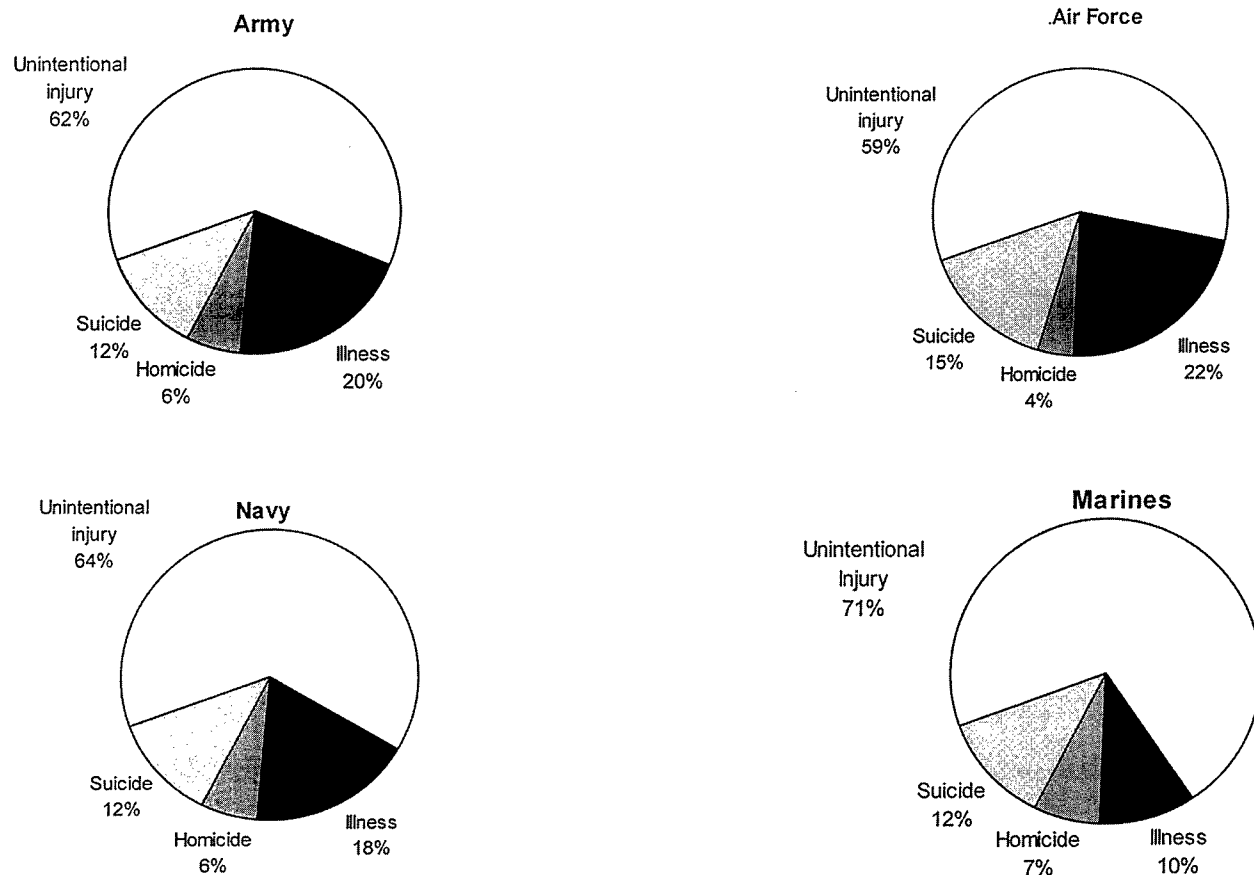 Army
Unintentional
injury
62%
Suicide
12%
Homicide
6%
Illness
20%
.Air Force
Unintentional
injury
59%
Suicide
15%
Homicide
4%
Illness
22%
Navy
Unintentional
injury
64%
Suicide
12%
Homicide
6%
Illness
18%
Marines
Unintentional
Injury
71%
Suicide
12%
Homicide
7%
Illness
10%